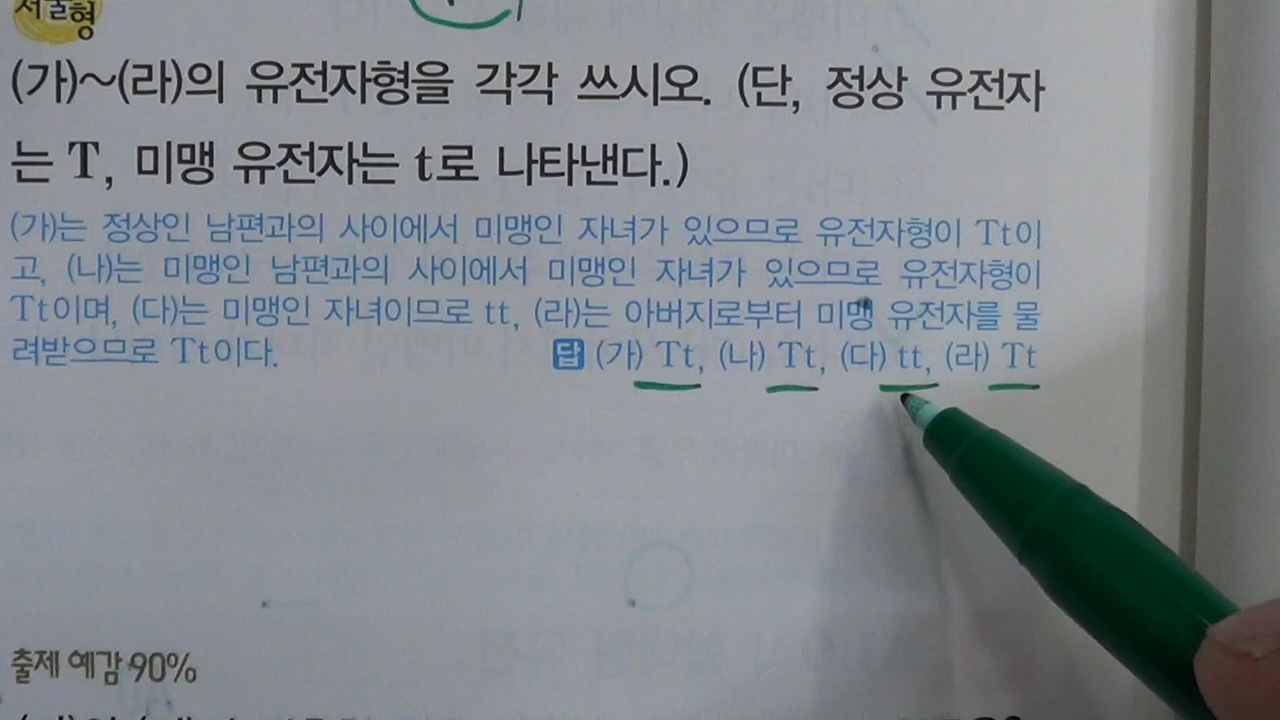 서술형
(가)~(라)의 유전자형을 각각 쓰시오. (단, 정상 유전자
는 T, 미맹 유전자는 t로 나타낸다.)
(가)는 정상인 남편과의 사이에서 미맹인 자녀가 있으므로 유전자형이 Tt이
고, (나)는 미맹인 남편과의 사이에서 미맹인 자녀가 있으므로 유전자형이
Tt이며, (다)는 미맹인 자녀이므로 tt, (라)는 아버지로부터 미맹 유전자를 물
려받으므로 Tt이다. 답 (가) Tt, (나) Tt, (다) tt, (라) Tt
출제 예감 90%